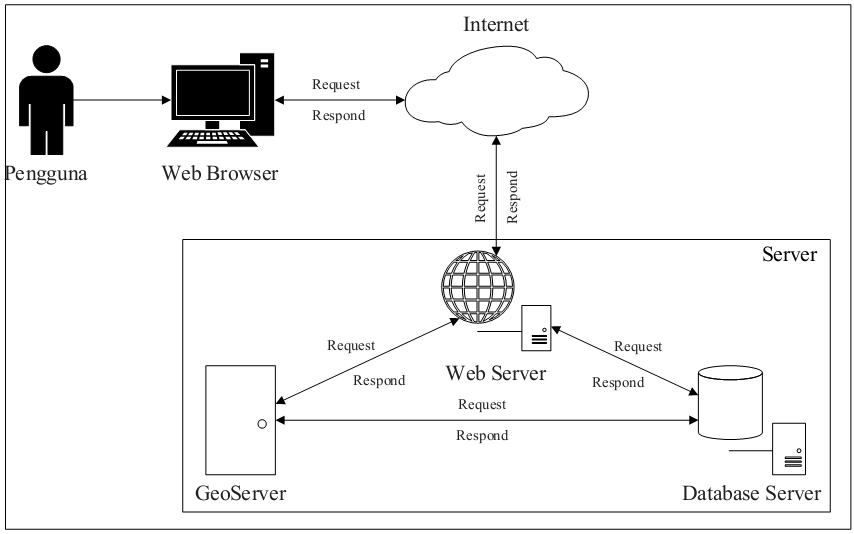 Internet
Request
Respond
Pengguna
Web Browser
Request
Respond
Server
Request
Respond
Web Server
Request
Respond
Request
Respond
GeoServer
Database Server